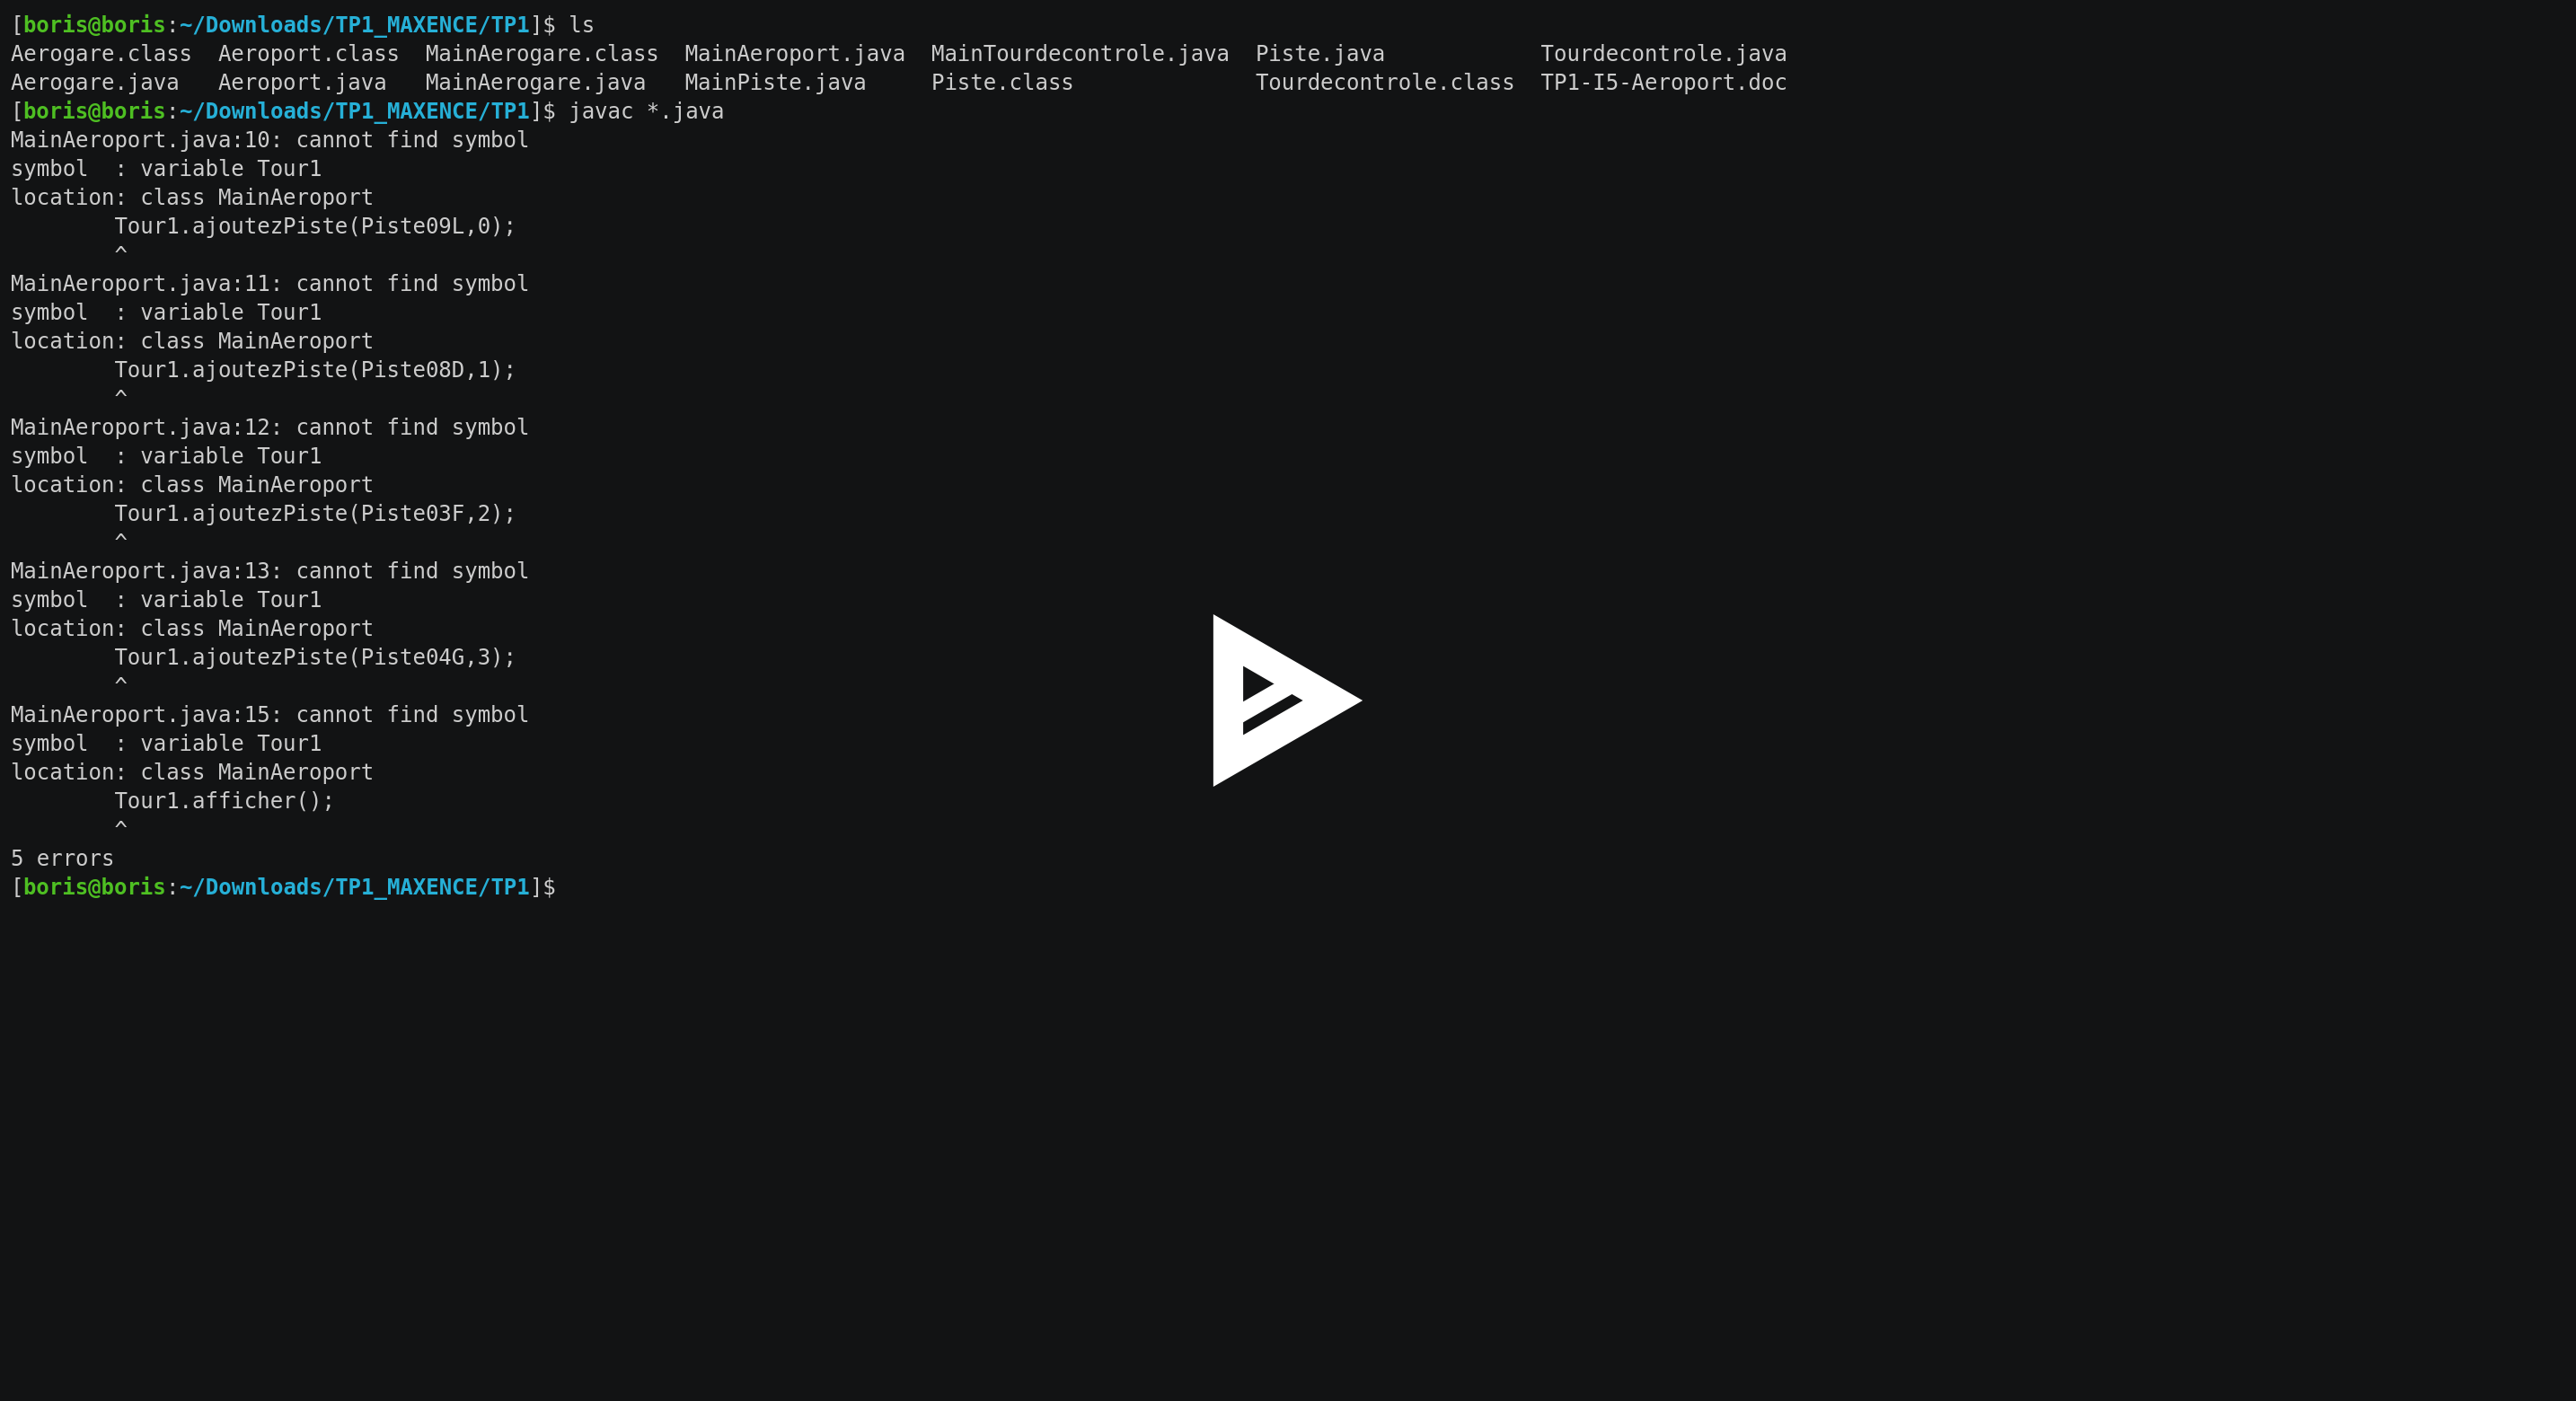 [boris@boris:~/Downloads/TP1_MAXENCE/TP1]$ ls
Aerogare.class  Aeroport.class  MainAerogare.class  MainAeroport.java  MainTourdecontrole.java  Piste.java            Tourdecontrole.java
Aerogare.java   Aeroport.java   MainAerogare.java   MainPiste.java     Piste.class              Tourdecontrole.class  TP1-I5-Aeroport.doc
[boris@boris:~/Downloads/TP1_MAXENCE/TP1]$ javac *.java
MainAeroport.java:10: cannot find symbol
symbol  : variable Tour1
location: class MainAeroport
        Tour1.ajoutezPiste(Piste09L,0);
        ^
MainAeroport.java:11: cannot find symbol
symbol  : variable Tour1
location: class MainAeroport
        Tour1.ajoutezPiste(Piste08D,1);
        ^
MainAeroport.java:12: cannot find symbol
symbol  : variable Tour1
location: class MainAeroport
        Tour1.ajoutezPiste(Piste03F,2);
        ^
MainAeroport.java:13: cannot find symbol
symbol  : variable Tour1
location: class MainAeroport
        Tour1.ajoutezPiste(Piste04G,3);
        ^
MainAeroport.java:15: cannot find symbol
symbol  : variable Tour1
location: class MainAeroport
        Tour1.afficher();
        ^
5 errors
[boris@boris:~/Downloads/TP1_MAXENCE/TP1]$